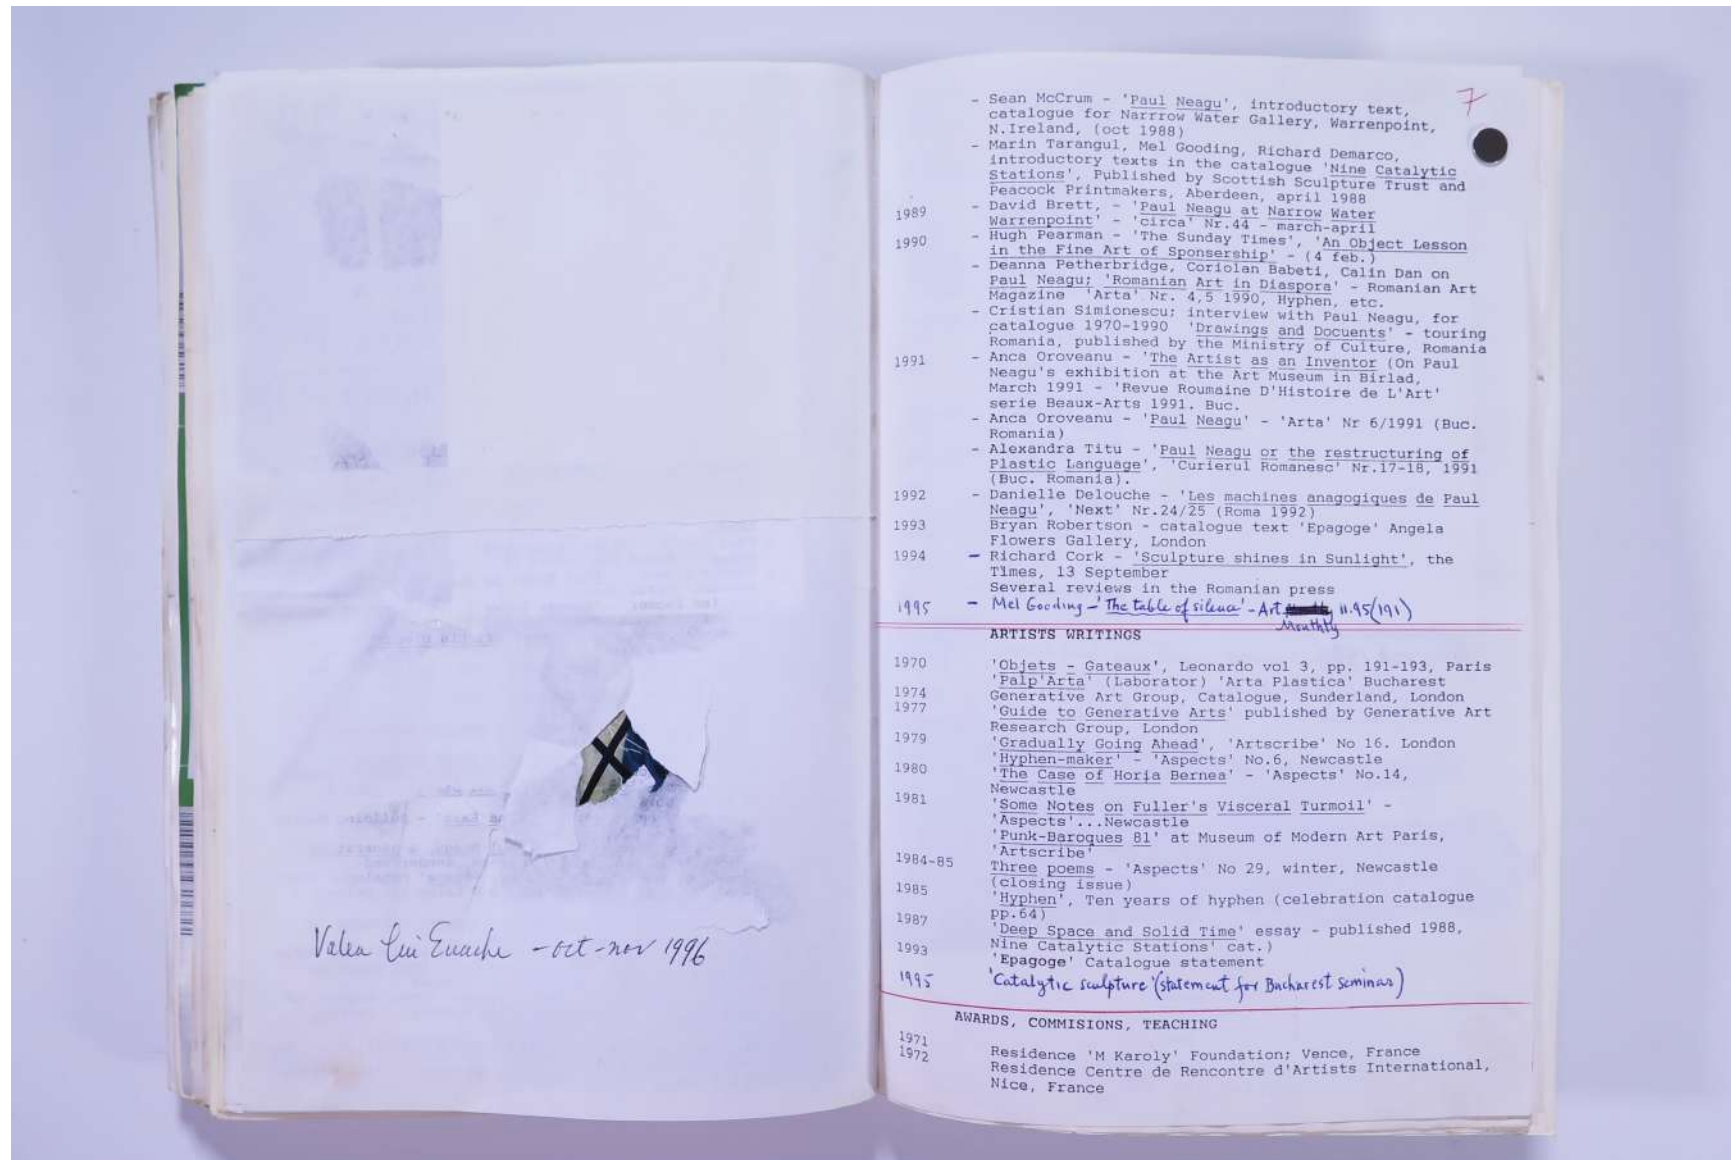 Valea lui Enache - oct-nov 1996
7
- Sean McCrum - 'Paul Neagu', introductory text,
catalogue for Narrrow Water Gallery, Warrenpoint,
N.Ireland, (oct 1988)
- Marin Tarangul, Mel Gooding, Richard Demarco,
introductory texts in the catalogue 'Nine Catalytic
Stations', Published by Scottish Sculpture Trust and
Peacock Printmakers, Aberdeen, april 1988
1989 - David Brett, - 'Paul Neagu at Narrow Water
Warrenpoint' - 'circa' Nr.44 - march-april
1990 - Hugh Pearman - 'The Sunday Times', 'An Object Lesson
in the Fine Art of Sponsership' - (4 feb.)
- Deanna Petherbridge, Coriolan Babeti, Calin Dan on
Paul Neagu; 'Romanian Art in Diaspora' - Romanian Art
Magazine 'Arta' Nr. 4,5 1990, Hyphen, etc.
- Cristian Simionescu; interview with Paul Neagu, for
catalogue 1970-1990 'Drawings and Docuents' - touring
Romania, published by the Ministry of Culture, Romania
1991 - Anca Oroveanu - 'The Artist as an Inventor (On Paul
Neagu's exhibition at the Art Museum in Birlad,
March 1991 - 'Revue Roumaine D'Histoire de L'Art'
serie Beaux-Arts 1991. Buc.
- Anca Oroveanu - 'Paul Neagu' - 'Arta' Nr 6/1991 (Buc.
Romania)
- Alexandra Titu - 'Paul Neagu or the restructuring of
Plastic Language', 'Curierul Romanesc' Nr.17-18, 1991
(Buc. Romania).
1992 - Danielle Delouche - 'Les machines anagogiques de Paul
Neagu', 'Next' Nr.24/25 (Roma 1992)
1993 Bryan Robertson - catalogue text 'Epagoge' Angela
Flowers Gallery, London
1994 - Richard Cork - 'Sculpture shines in Sunlight', the
Times, 13 September
Several reviews in the Romanian press
1995 - Mel Gooding - 'The table of silence' - Art Monthly 11.95(191)
ARTISTS WRITINGS
1970 'Objets - Gateaux', Leonardo vol 3, pp. 191-193, Paris
'Palp'Arta' (Laborator) 'Arta Plastica' Bucharest
1974 Generative Art Group, Catalogue, Sunderland, London
1977 'Guide to Generative Arts' published by Generative Art
Research Group, London
1979 'Gradually Going Ahead', 'Artscribe' No 16. London
'Hyphen-maker' - 'Aspects' No.6, Newcastle
1980 'The Case of Horia Bernea' - 'Aspects' No.14,
Newcastle
1981 'Some Notes on Fuller's Visceral Turmoil' -
'Aspects'...Newcastle
'Punk-Baroques 81' at Museum of Modern Art Paris,
'Artscribe'
1984-85 Three poems - 'Aspects' No 29, winter, Newcastle
(closing issue)
1985 'Hyphen', Ten years of hyphen (celebration catalogue
pp.64)
1987 'Deep Space and Solid Time' essay - published 1988,
Nine Catalytic Stations' cat.)
1993 'Epagoge' Catalogue statement
1995 'Catalytic sculpture' (statement for Bucharest seminar)
AWARDS, COMMISIONS, TEACHING
1971
1972 Residence 'M Karoly' Foundation; Vence, France
Residence Centre de Rencontre d'Artists International,
Nice, France